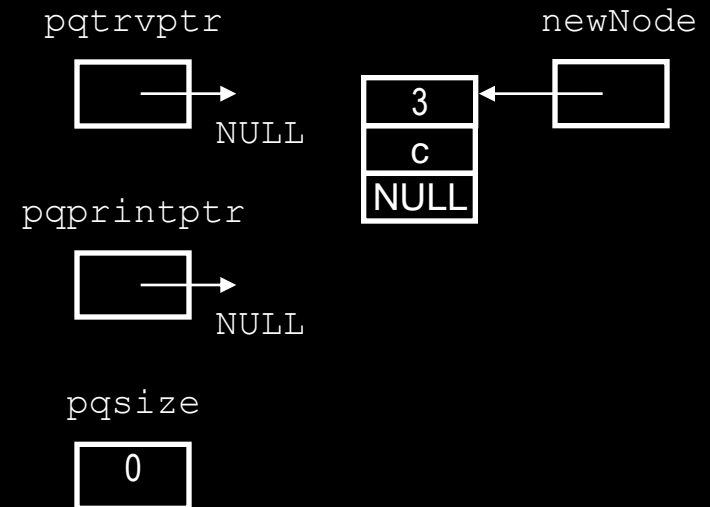 pqtrvptr
newNode
NULL
3
c
NULL
pqprintptr
NULL
pqsize
0